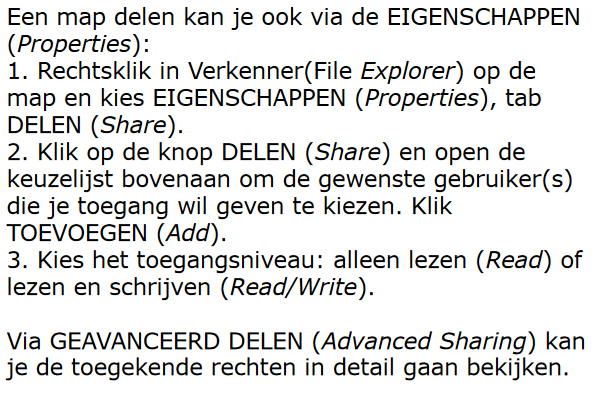 Een map delen kan je ook via de EIGENSCHAPPEN
(Properties):
1. Rechtsklik in Verkenner(File Explorer) op de
map en kies EIGENSCHAPPEN (Properties), tab
DELEN (Share).
2. Klik op de knop DELEN (Share) en open de
keuzelijst bovenaan om de gewenste gebruiker(s)
die je toegang wil geven te kiezen. Klik
TOEVOEGEN (Add).
3. Kies het toegangsniveau: alleen lezen (Read) of
lezen en schrijven (Read/Write).
Via GEAVANCEERD DELEN (Advanced Sharing) kan
je de toegekende rechten in detail gaan bekijken.